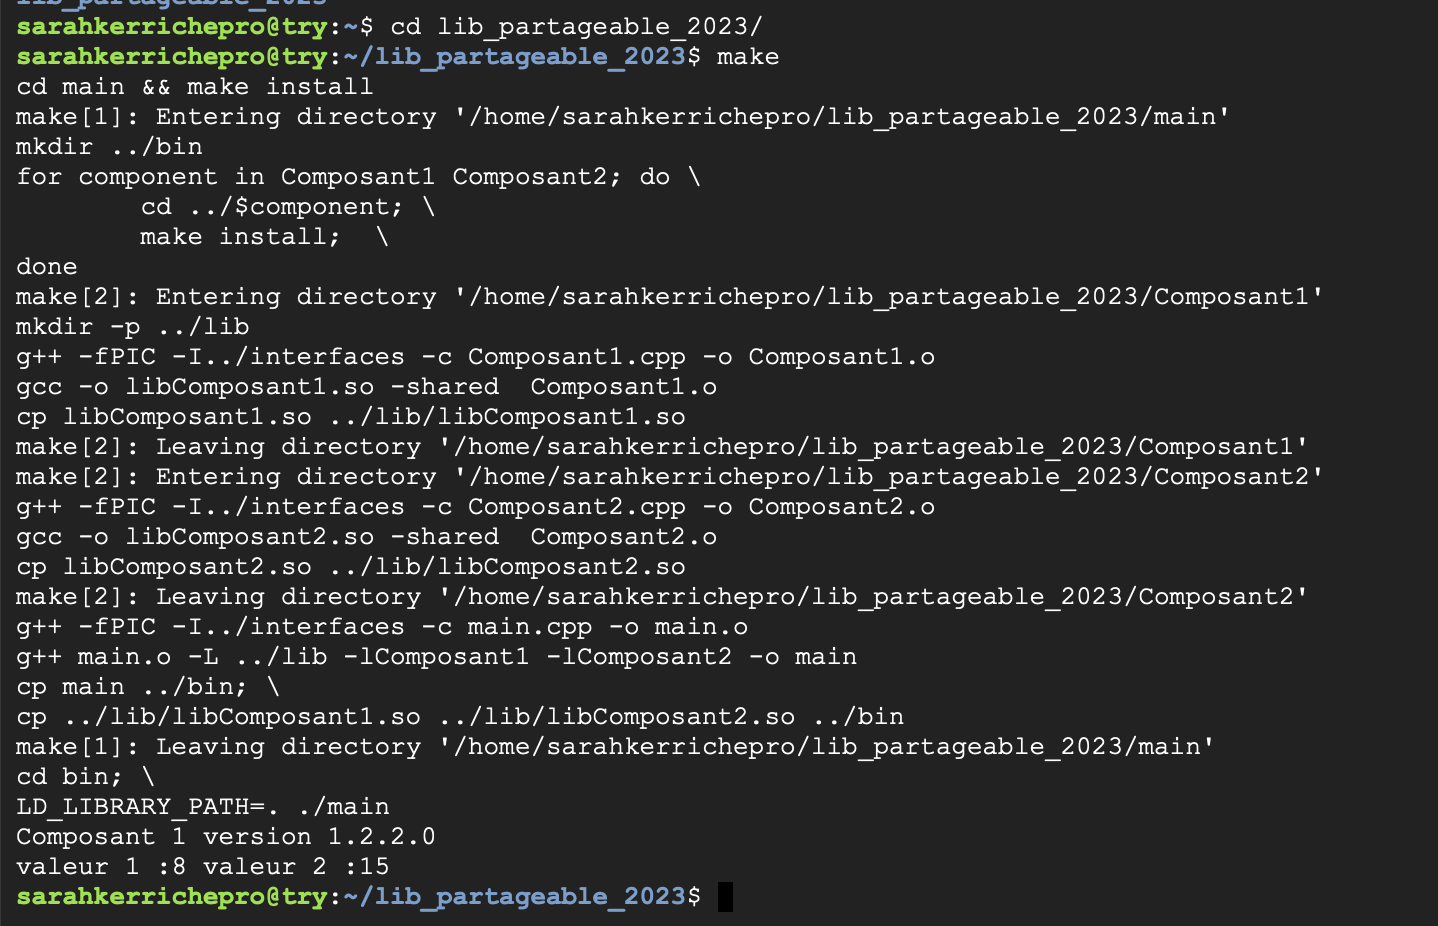 lib_partageable_2023
sarahkerrichepro@try:~$ cd lib_partageable_2023/
sarahkerrichepro@try:~/lib_partageable_2023$ make
cd main && make install
make[1]: Entering directory '/home/sarahkerrichepro/lib_partageable_2023/main'
mkdir ../bin
for component in Composant1 Composant2; do \
        cd ../$component; \
        make install;  \
done
make[2]: Entering directory '/home/sarahkerrichepro/lib_partageable_2023/Composant1'
mkdir -p ../lib
g++ -fPIC -I../interfaces -c Composant1.cpp -o Composant1.o
gcc -o libComposant1.so -shared  Composant1.o
cp libComposant1.so ../lib/libComposant1.so
make[2]: Leaving directory '/home/sarahkerrichepro/lib_partageable_2023/Composant1'
make[2]: Entering directory '/home/sarahkerrichepro/lib_partageable_2023/Composant2'
g++ -fPIC -I../interfaces -c Composant2.cpp -o Composant2.o
gcc -o libComposant2.so -shared  Composant2.o
cp libComposant2.so ../lib/libComposant2.so
make[2]: Leaving directory '/home/sarahkerrichepro/lib_partageable_2023/Composant2'
g++ -fPIC -I../interfaces -c main.cpp -o main.o
g++ main.o -L ../lib -lComposant1 -lComposant2 -o main
cp main ../bin; \
cp ../lib/libComposant1.so ../lib/libComposant2.so ../bin
make[1]: Leaving directory '/home/sarahkerrichepro/lib_partageable_2023/main'
cd bin; \
LD_LIBRARY_PATH=. ./main
Composant 1 version 1.2.2.0
valeur 1 :8 valeur 2 :15
sarahkerrichepro@try:~/lib_partageable_2023$